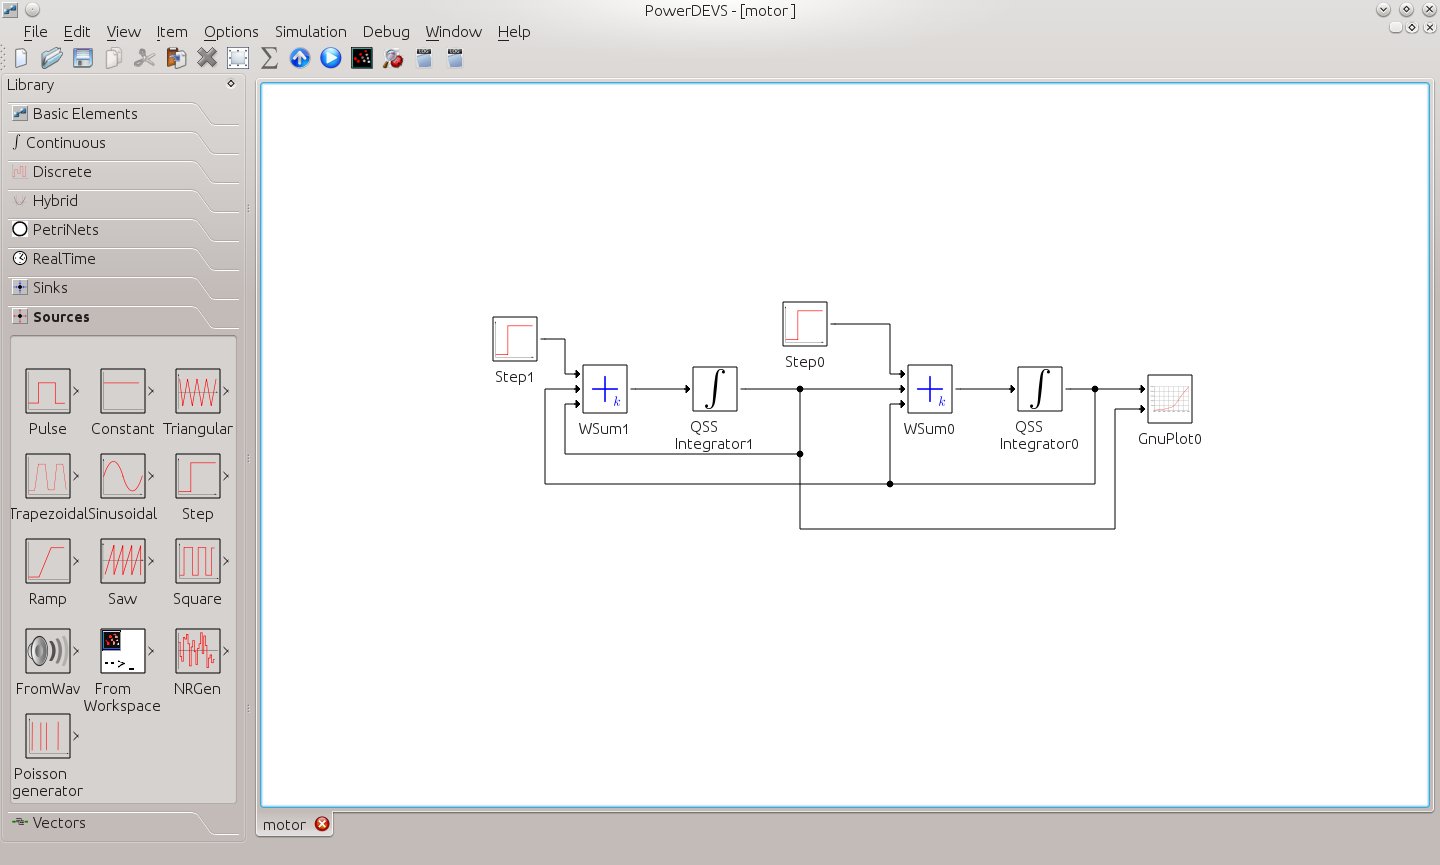 PowerDEVS - [motor ]
File Edit View Item Options Simulation Debug Window Help
Library
Basic Elements
Continuous
Discrete
Hybrid
PetriNets
RealTime
Sinks
Sources
Pulse Constant Triangular
Trapezoidal Sinusoidal Step
Ramp Saw Square
FromWav From Workspace NRGen
Poisson
generator
Vectors
Step1
k
WSum1
QSS
Integrator1
Step0
k
WSum0
QSS
Integrator0
GnuPlot0
motor